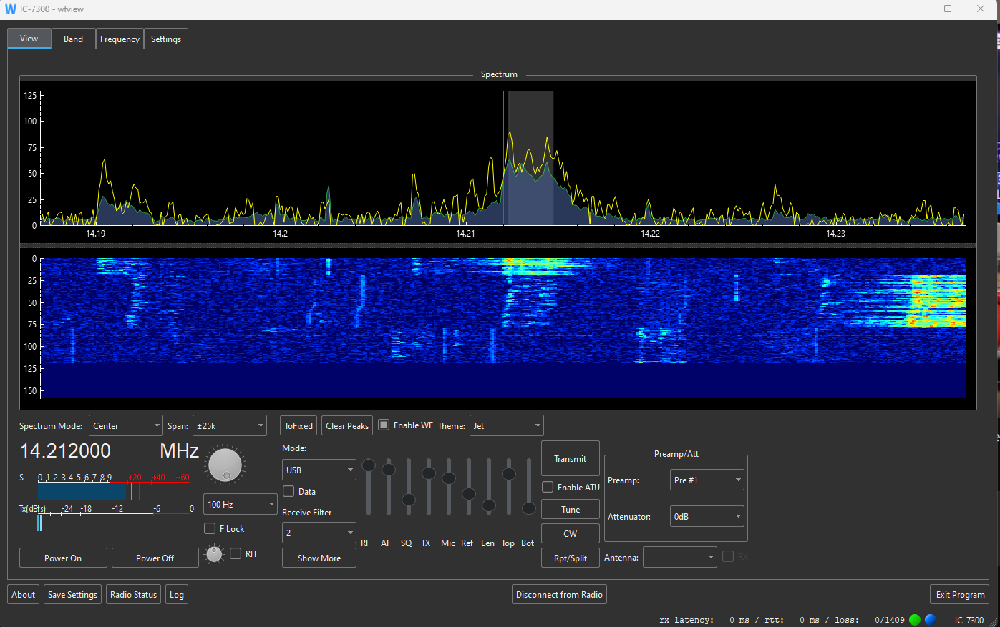 W IC-7300 - wfview
View Band Frequency Settings
Spectrum
125
100
75
50
25
0
14.19 14.2 14.21 14.22 14.23
0
25
50
75
100
125
150
Spectrum Mode: Center Span: ±25k ToFixed Clear Peaks Enable WF Theme: Jet
14.212000 MHz
Mode:
USB
Data
Receive Filter
2
Show More
S 0 1 2 3 4 5 6 7 8 9 +20 +40 +60
Tx(dBfs) -24 -18 -12 -6 0
100 Hz
F Lock
RIT
Power On Power Off
RF AF SQ TX Mic Ref Len Top Bot
Transmit
Enable ATU
Tune
CW
Rpt/Split
Preamp/Att
Preamp: Pre #1
Attenuator: 0dB
Antenna: RX
About Save Settings Radio Status Log Disconnect from Radio Exit Program
rx latency: 0 ms / rtt: 0 ms / loss: 0/1409 IC-7300